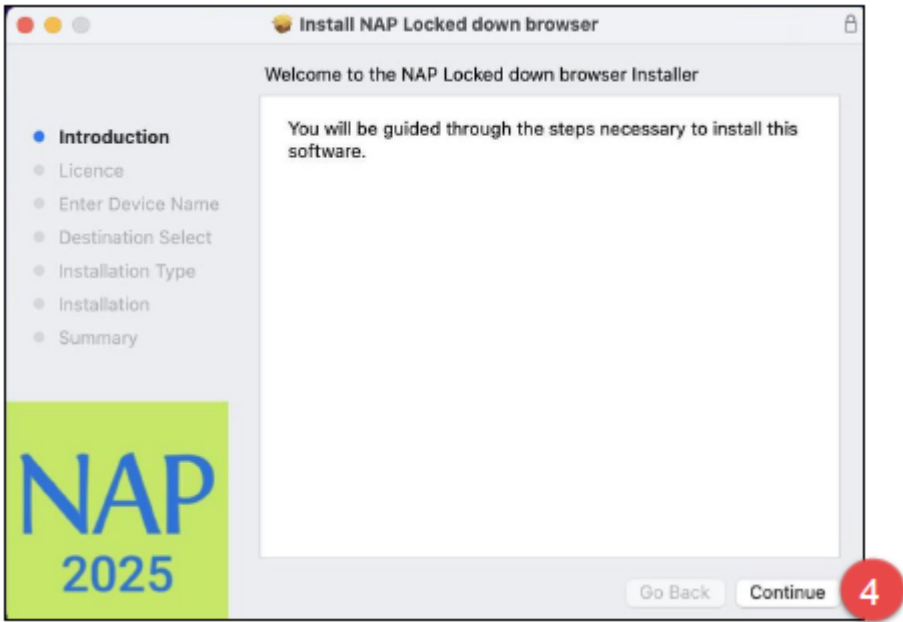 Install NAP Locked down browser
Welcome to the NAP Locked down browser Installer
Introduction
Licence
Enter Device Name
Destination Select
Installation Type
Installation
Summary
You will be guided through the steps necessary to install this
software.
NAP
2025
Go Back
Continue
4